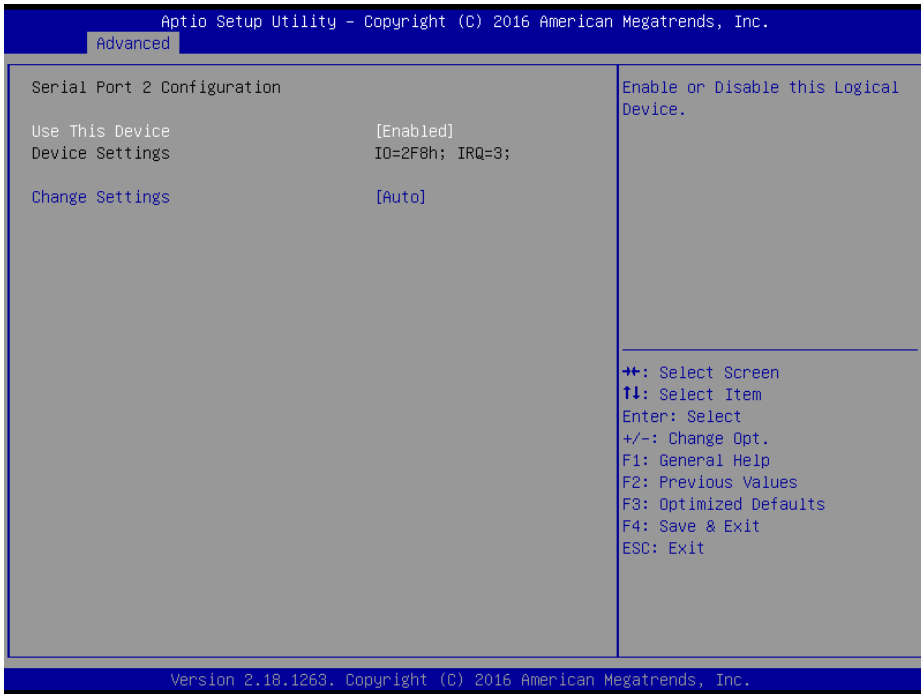 Aptio Setup Utility – Copyright (C) 2016 American Megatrends, Inc.
Advanced
Serial Port 2 Configuration
Use This Device [Enabled]
Device Settings IO=2F8h; IRQ=3;
Change Settings [Auto]
Enable or Disable this Logical
Device.
→←: Select Screen
↑↓: Select Item
Enter: Select
+/-: Change Opt.
F1: General Help
F2: Previous Values
F3: Optimized Defaults
F4: Save & Exit
ESC: Exit
Version 2.18.1263. Copyright (C) 2016 American Megatrends, Inc.